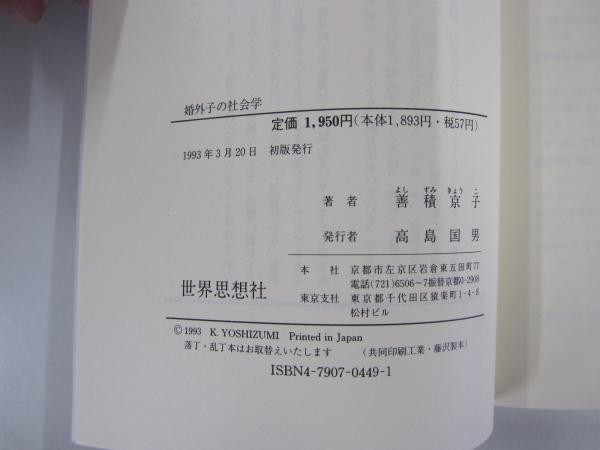 婚外子の社会学
定価 1,950円(本体1,893円・税57円)
1993年3月20日 初版発行
よし ずみ きょう こ
著者 善積京子
発行者 高島国男
本社 京都市左京区岩倉東五田町77
電話(721)6506~7振替京都0-2908
世界思想社
東京支社 東京都千代田区猿楽町1-4-8
松村ビル
©1993 K. YOSHIZUMI Printed in Japan
落丁・乱丁本はお取替えいたします (共同印刷工業・藤沢製本)
ISBN4-7907-0449-1